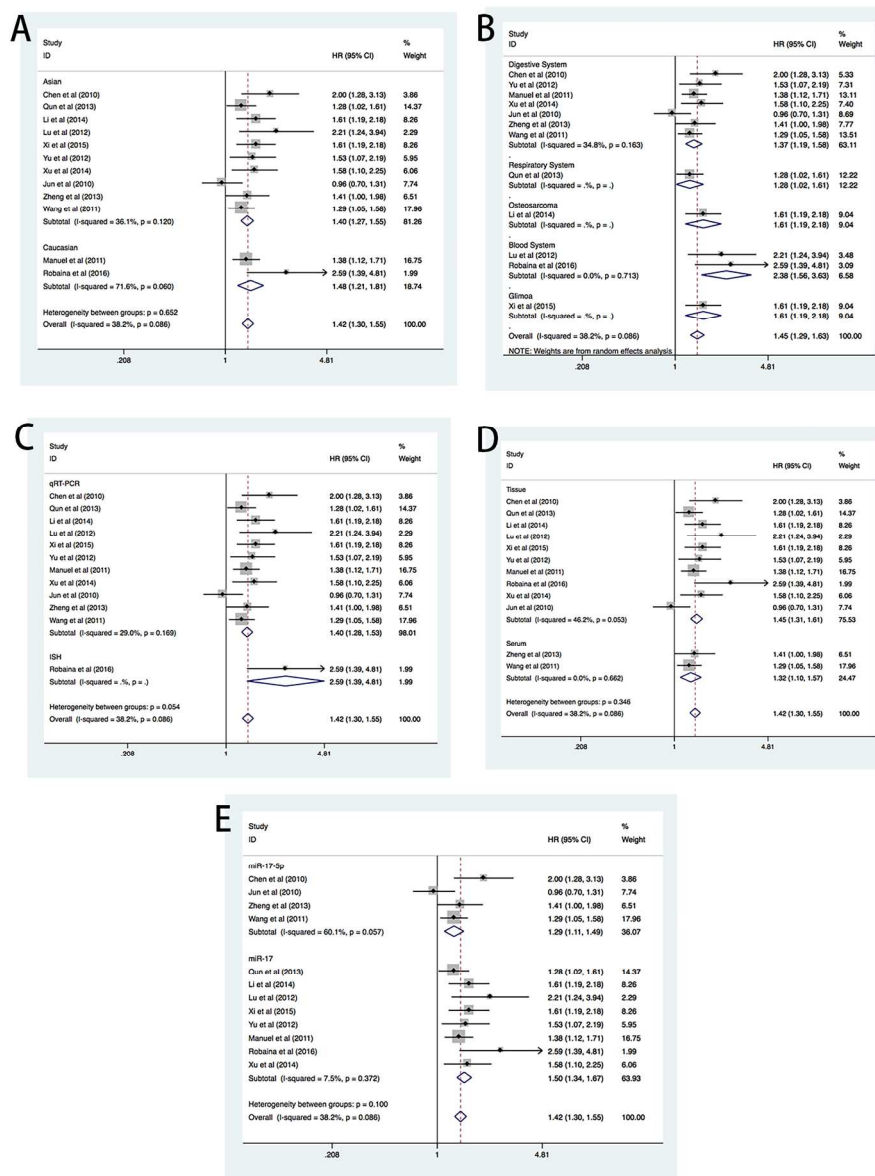 A
Study %
ID HR (95% CI) Weight
Asian
Chen et al (2010) 2.00 (1.28, 3.13) 3.86
Qun et al (2013) 1.28 (1.02, 1.61) 14.37
Li et al (2014) 1.61 (1.19, 2.18) 8.26
Lu et al (2012) 2.21 (1.24, 3.94) 2.29
Xi et al (2015) 1.61 (1.19, 2.18) 8.26
Yu et al (2012) 1.53 (1.07, 2.19) 5.95
Xu et al (2014) 1.58 (1.10, 2.25) 6.06
Jun et al (2010) 0.96 (0.70, 1.31) 7.74
Zheng et al (2013) 1.41 (1.00, 1.98) 6.51
Wang et al (2011) 1.29 (1.05, 1.58) 17.96
Subtotal (I-squared = 36.1%, p = 0.120) 1.40 (1.27, 1.55) 81.26
Caucasian
Manuel et al (2011) 1.38 (1.12, 1.71) 16.75
Robaina et al (2016) 2.59 (1.39, 4.81) 1.99
Subtotal (I-squared = 71.6%, p = 0.060) 1.48 (1.21, 1.81) 18.74
Heterogeneity between groups: p = 0.652
Overall (I-squared = 38.2%, p = 0.086) 1.42 (1.30, 1.55) 100.00
.208 1 4.81
B
Study %
ID HR (95% CI) Weight
Digestive System
Chen et al (2010) 2.00 (1.28, 3.13) 5.33
Yu et al (2012) 1.53 (1.07, 2.19) 7.31
Manuel et al (2011) 1.38 (1.12, 1.71) 13.11
Xu et al (2014) 1.58 (1.10, 2.25) 7.40
Jun et al (2010) 0.96 (0.70, 1.31) 8.69
Zheng et al (2013) 1.41 (1.00, 1.98) 7.77
Wang et al (2011) 1.29 (1.05, 1.58) 13.51
Subtotal (I-squared = 34.8%, p = 0.163) 1.37 (1.19, 1.58) 63.11
.
Respiratory System
Qun et al (2013) 1.28 (1.02, 1.61) 12.22
Subtotal (I-squared = .%, p = .) 1.28 (1.02, 1.61) 12.22
.
Osteosarcoma
Li et al (2014) 1.61 (1.19, 2.18) 9.04
Subtotal (I-squared = .%, p = .) 1.61 (1.19, 2.18) 9.04
.
Blood System
Lu et al (2012) 2.21 (1.24, 3.94) 3.48
Robaina et al (2016) 2.59 (1.39, 4.81) 3.09
Subtotal (I-squared = 0.0%, p = 0.713) 2.38 (1.56, 3.63) 6.58
.
Glimoa
Xi et al (2015) 1.61 (1.19, 2.18) 9.04
Subtotal (I-squared = .%, p = .) 1.61 (1.19, 2.18) 9.04
.
Overall (I-squared = 38.2%, p = 0.086) 1.45 (1.29, 1.63) 100.00
NOTE: Weights are from random effects analysis
.208 1 4.81
C
Study %
ID HR (95% CI) Weight
qRT-PCR
Chen et al (2010) 2.00 (1.28, 3.13) 3.86
Qun et al (2013) 1.28 (1.02, 1.61) 14.37
Li et al (2014) 1.61 (1.19, 2.18) 8.26
Lu et al (2012) 2.21 (1.24, 3.94) 2.29
Xi et al (2015) 1.61 (1.19, 2.18) 8.26
Yu et al (2012) 1.53 (1.07, 2.19) 5.95
Manuel et al (2011) 1.38 (1.12, 1.71) 16.75
Xu et al (2014) 1.58 (1.10, 2.25) 6.06
Jun et al (2010) 0.96 (0.70, 1.31) 7.74
Zheng et al (2013) 1.41 (1.00, 1.98) 6.51
Wang et al (2011) 1.29 (1.05, 1.58) 17.96
Subtotal (I-squared = 29.0%, p = 0.169) 1.40 (1.28, 1.53) 98.01
ISH
Robaina et al (2016) 2.59 (1.39, 4.81) 1.99
Subtotal (I-squared = .%, p = .) 2.59 (1.39, 4.81) 1.99
Heterogeneity between groups: p = 0.054
Overall (I-squared = 38.2%, p = 0.086) 1.42 (1.30, 1.55) 100.00
.208 1 4.81
D
Study %
ID HR (95% CI) Weight
Tissue
Chen et al (2010) 2.00 (1.28, 3.13) 3.86
Qun et al (2013) 1.28 (1.02, 1.61) 14.37
Li et al (2014) 1.61 (1.19, 2.18) 8.26
Lu et al (2012) 2.21 (1.24, 3.94) 2.29
Xi et al (2015) 1.61 (1.19, 2.18) 8.26
Yu et al (2012) 1.53 (1.07, 2.19) 5.95
Manuel et al (2011) 1.38 (1.12, 1.71) 16.75
Robaina et al (2016) 2.59 (1.39, 4.81) 1.99
Xu et al (2014) 1.58 (1.10, 2.25) 6.06
Jun et al (2010) 0.96 (0.70, 1.31) 7.74
Subtotal (I-squared = 46.2%, p = 0.053) 1.45 (1.31, 1.61) 75.53
Serum
Zheng et al (2013) 1.41 (1.00, 1.98) 6.51
Wang et al (2011) 1.29 (1.05, 1.58) 17.96
Subtotal (I-squared = 0.0%, p = 0.662) 1.32 (1.10, 1.57) 24.47
Heterogeneity between groups: p = 0.346
Overall (I-squared = 38.2%, p = 0.086) 1.42 (1.30, 1.55) 100.00
.208 1 4.81
E
Study %
ID HR (95% CI) Weight
miR-17-5p
Chen et al (2010) 2.00 (1.28, 3.13) 3.86
Jun et al (2010) 0.96 (0.70, 1.31) 7.74
Zheng et al (2013) 1.41 (1.00, 1.98) 6.51
Wang et al (2011) 1.29 (1.05, 1.58) 17.96
Subtotal (I-squared = 60.1%, p = 0.057) 1.29 (1.11, 1.49) 36.07
miR-17
Qun et al (2013) 1.28 (1.02, 1.61) 14.37
Li et al (2014) 1.61 (1.19, 2.18) 8.26
Lu et al (2012) 2.21 (1.24, 3.94) 2.29
Xi et al (2015) 1.61 (1.19, 2.18) 8.26
Yu et al (2012) 1.53 (1.07, 2.19) 5.95
Manuel et al (2011) 1.38 (1.12, 1.71) 16.75
Robaina et al (2016) 2.59 (1.39, 4.81) 1.99
Xu et al (2014) 1.58 (1.10, 2.25) 6.06
Subtotal (I-squared = 7.5%, p = 0.372) 1.50 (1.34, 1.67) 63.93
Heterogeneity between groups: p = 0.100
Overall (I-squared = 38.2%, p = 0.086) 1.42 (1.30, 1.55) 100.00
.208 1 4.81